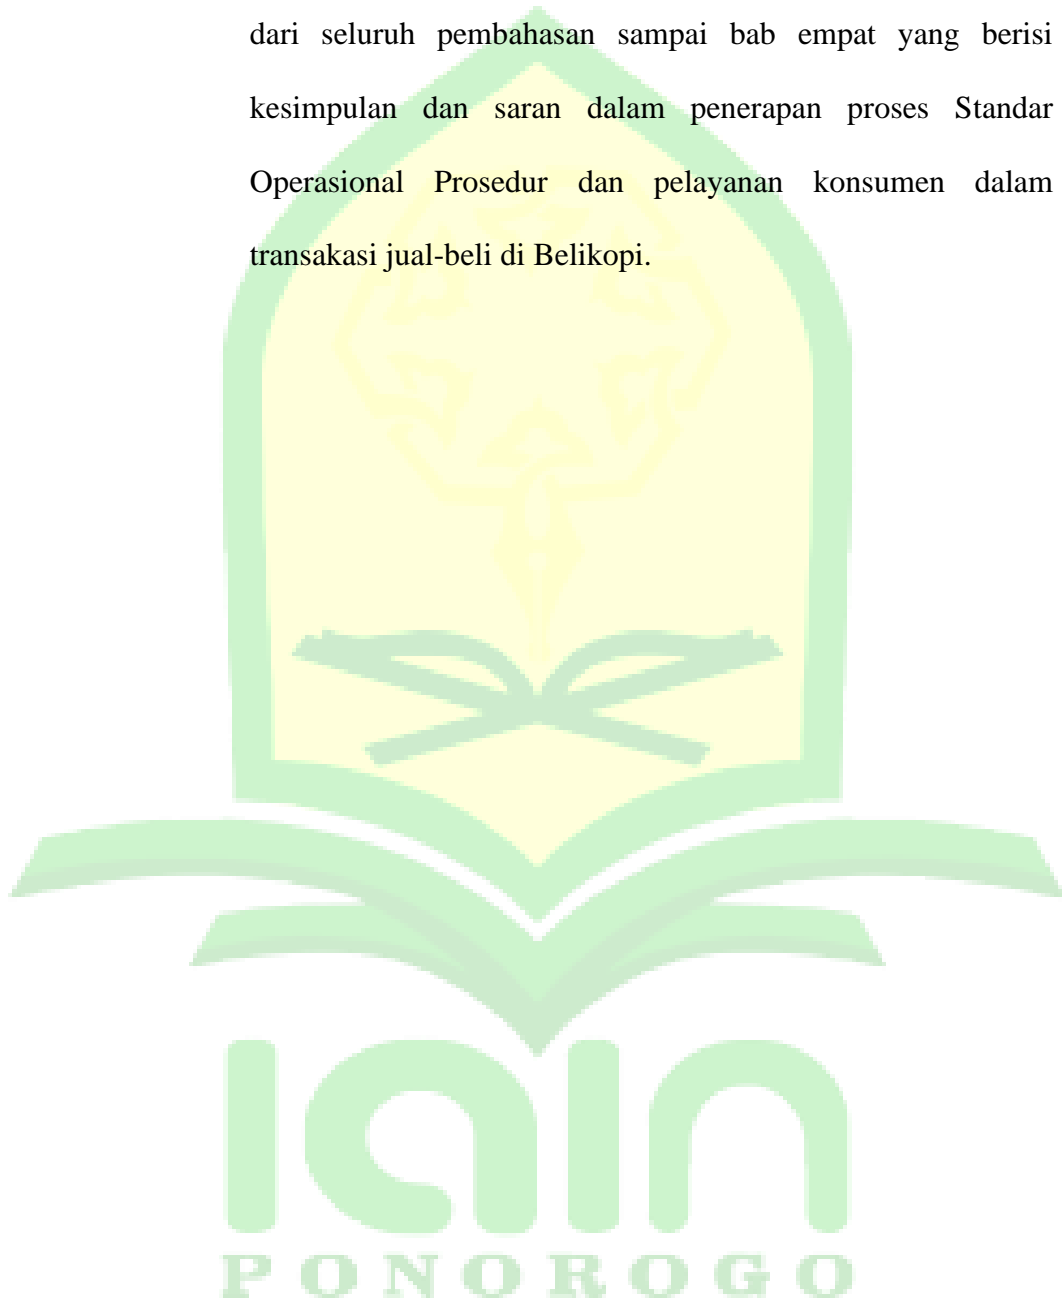 dari seluruh pembahasan sampai bab empat yang berisi
kesimpulan dan saran dalam penerapan proses Standar
Operasional Prosedur dan pelayanan konsumen dalam
transakasi jual-beli di Belikopi.
IAIN
PONOROGO